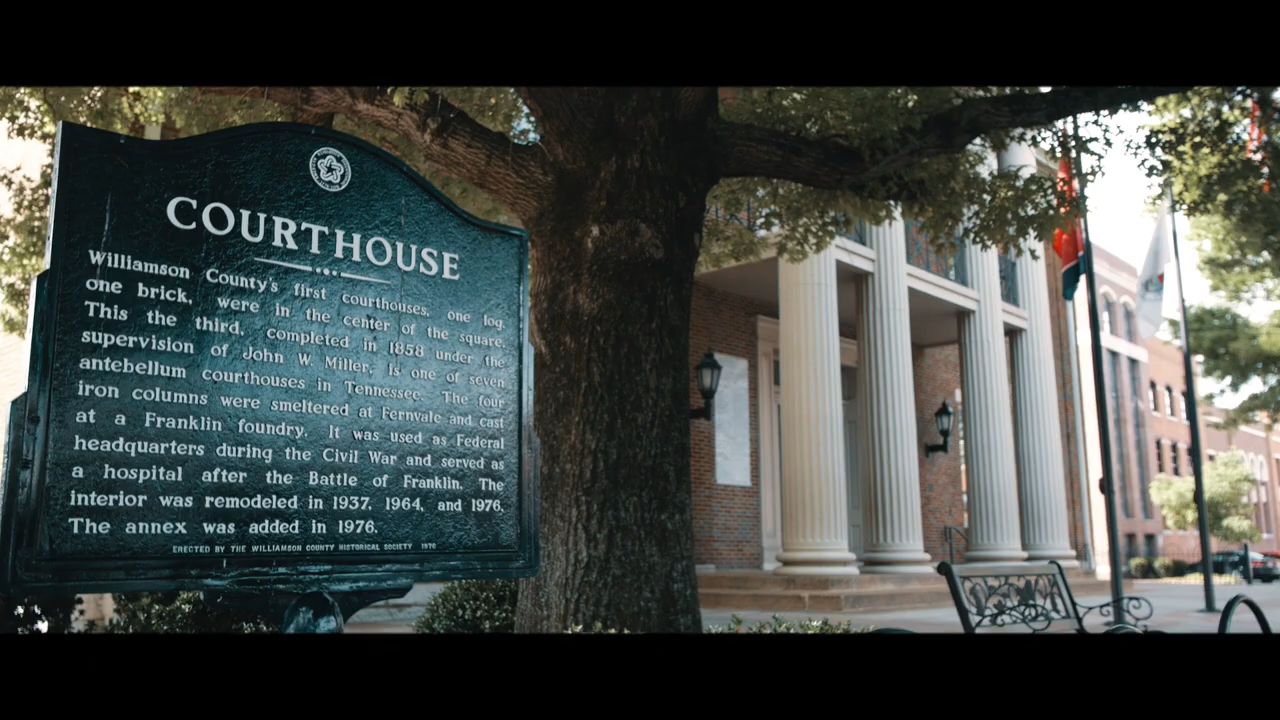 COURTHOUSE
Williamson County's first courthouses, one log,
one brick, were in the center of the square.
This the third, completed in 1858 under the
supervision of John W. Miller, is one of seven
antebellum courthouses in Tennessee. The four
iron columns were smeltered at Fernvale and cast
at a Franklin foundry. It was used as Federal
headquarters during the Civil War and served as
a hospital after the Battle of Franklin. The
interior was remodeled in 1937, 1964, and 1976.
The annex was added in 1976.
ERECTED BY THE WILLIAMSON COUNTY HISTORICAL SOCIETY 1976